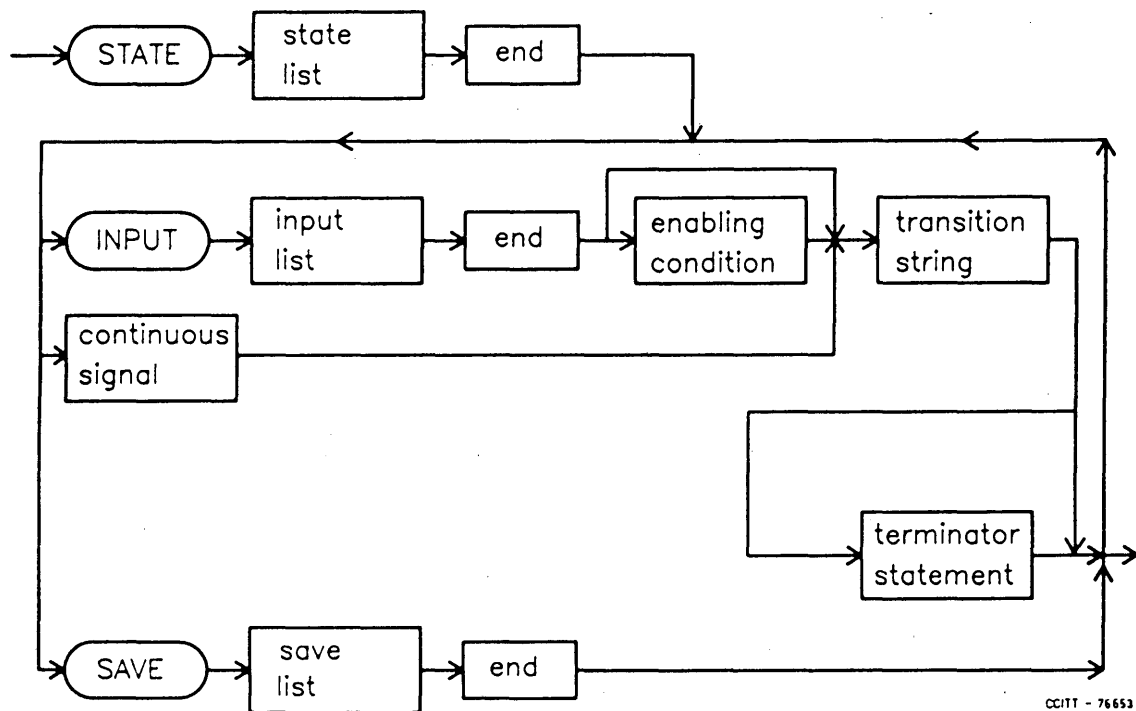 STATE
state
list
end
INPUT
input
list
end
enabling
condition
transition
string
continuous
signal
terminator
statement
SAVE
save
list
end
CCITT - 76653